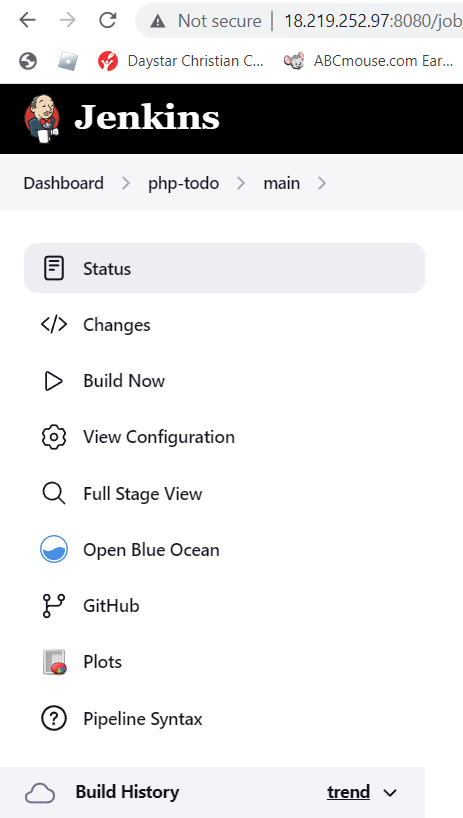 Not secure | 18.219.252.97:8080/job
Daystar Christian C... ABCmouse.com Ear...
Jenkins
Dashboard > php-todo > main >
Status
Changes
Build Now
View Configuration
Full Stage View
Open Blue Ocean
GitHub
Plots
Pipeline Syntax
Build History trend